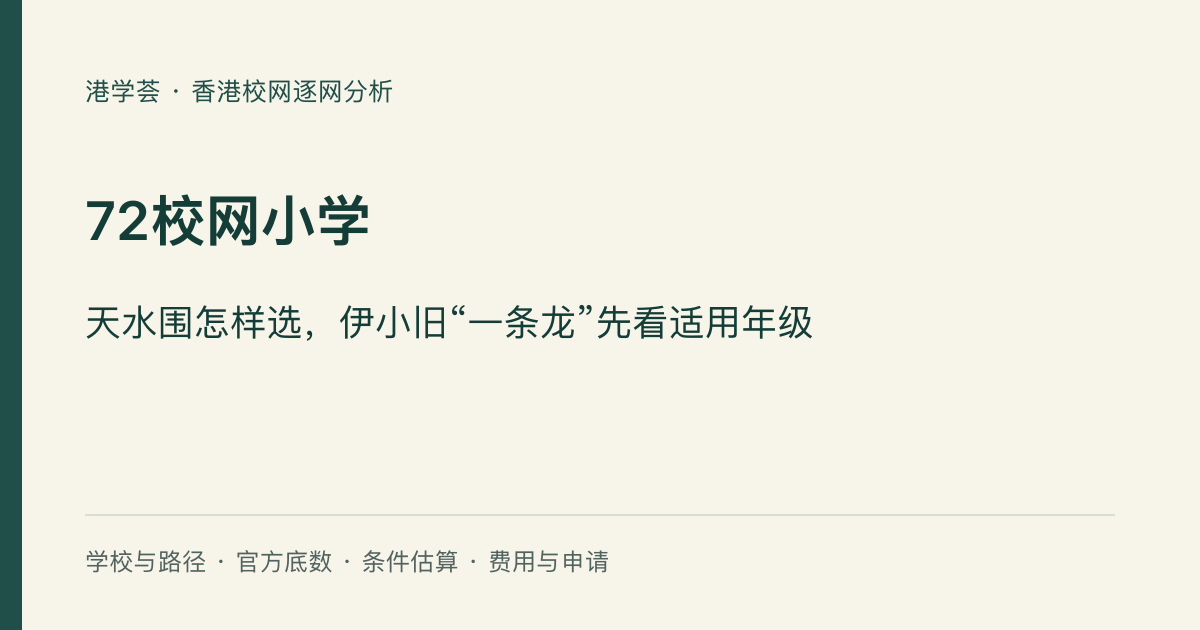 港学荟 · 香港校网逐网分析
72校网小学
天水围怎样选，伊小旧“一条龙”先看适用年级
学校与路径 · 官方底数 · 条件估算 · 费用与申请